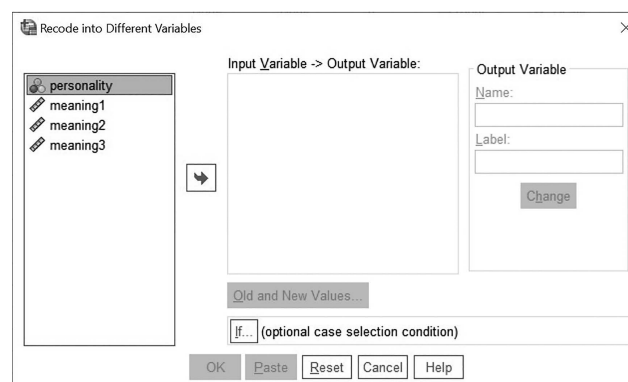 Recode into Different Variables
personality
meaning1
meaning2
meaning3
Input Variable -> Output Variable:
Output Variable
Name:
Label:
Change
Old and New Values...
If... (optional case selection condition)
OK Paste Reset Cancel Help